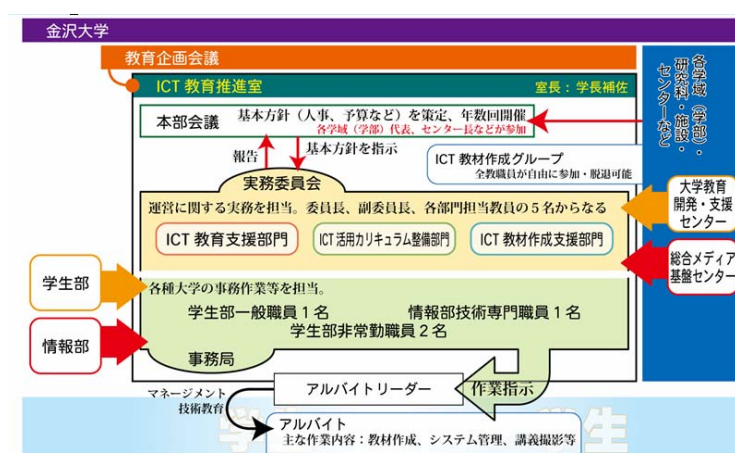 金沢大学
教育企画会議
ICT 教育推進室
室長：学長補佐
各学域（学部）・
研究科・施設・
センターなど
本部会議
基本方針（人事、予算など）を策定、年数回開催
各学域（学部）代表、センター長などが参加
報告
基本方針を指示
ICT 教材作成グループ
全教職員が自由に参加・脱退可能
実務委員会
運営に関する実務を担当。委員長、副委員長、各部門担当教員の５名からなる
ICT 教育支援部門
ICT 活用カリキュラム整備部門
ICT 教材作成支援部門
大学教育
開発・支援
センター
総合メディア
基盤センター
学生部
情報部
各種大学の事務作業等を担当。
学生部一般職員１名
情報部技術専門職員１名
学生部非常勤職員２名
事務局
マネージメント
技術教育
アルバイトリーダー
作業指示
アルバイト
主な作業内容：教材作成、システム管理、講義撮影等
学生
学生